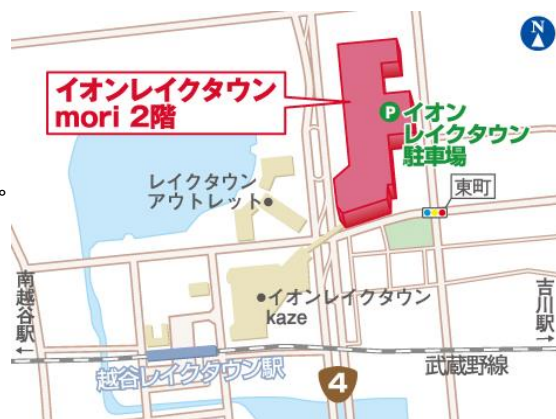 イオンレイクタウン
mori 2階
P イオン
レイクタウン
駐車場
レイクタウン
アウトレット
東町
イオンレイクタウン
kaze
南越谷駅
吉川駅
越谷レイクタウン駅
4
武蔵野線
N
。